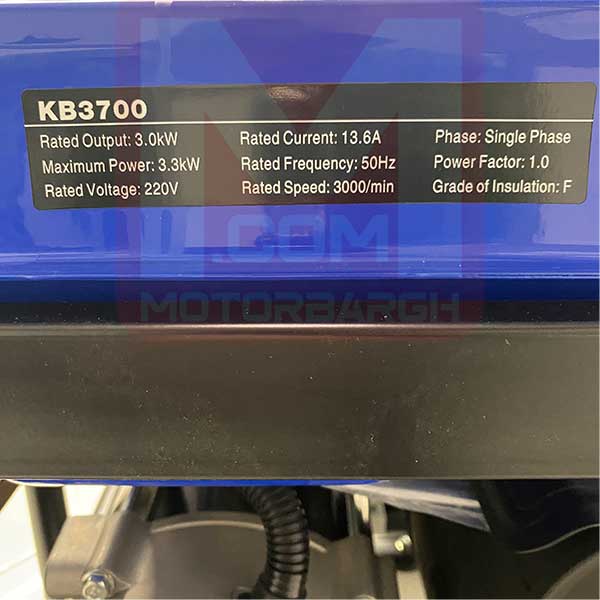 KB3700
Rated Output: 3.0kW Rated Current: 13.6A Phase: Single Phase
Maximum Power: 3.3kW Rated Frequency: 50Hz Power Factor: 1.0
Rated Voltage: 220V Rated Speed: 3000/min Grade of Insulation: F
M
.COM
MOTORBARGH